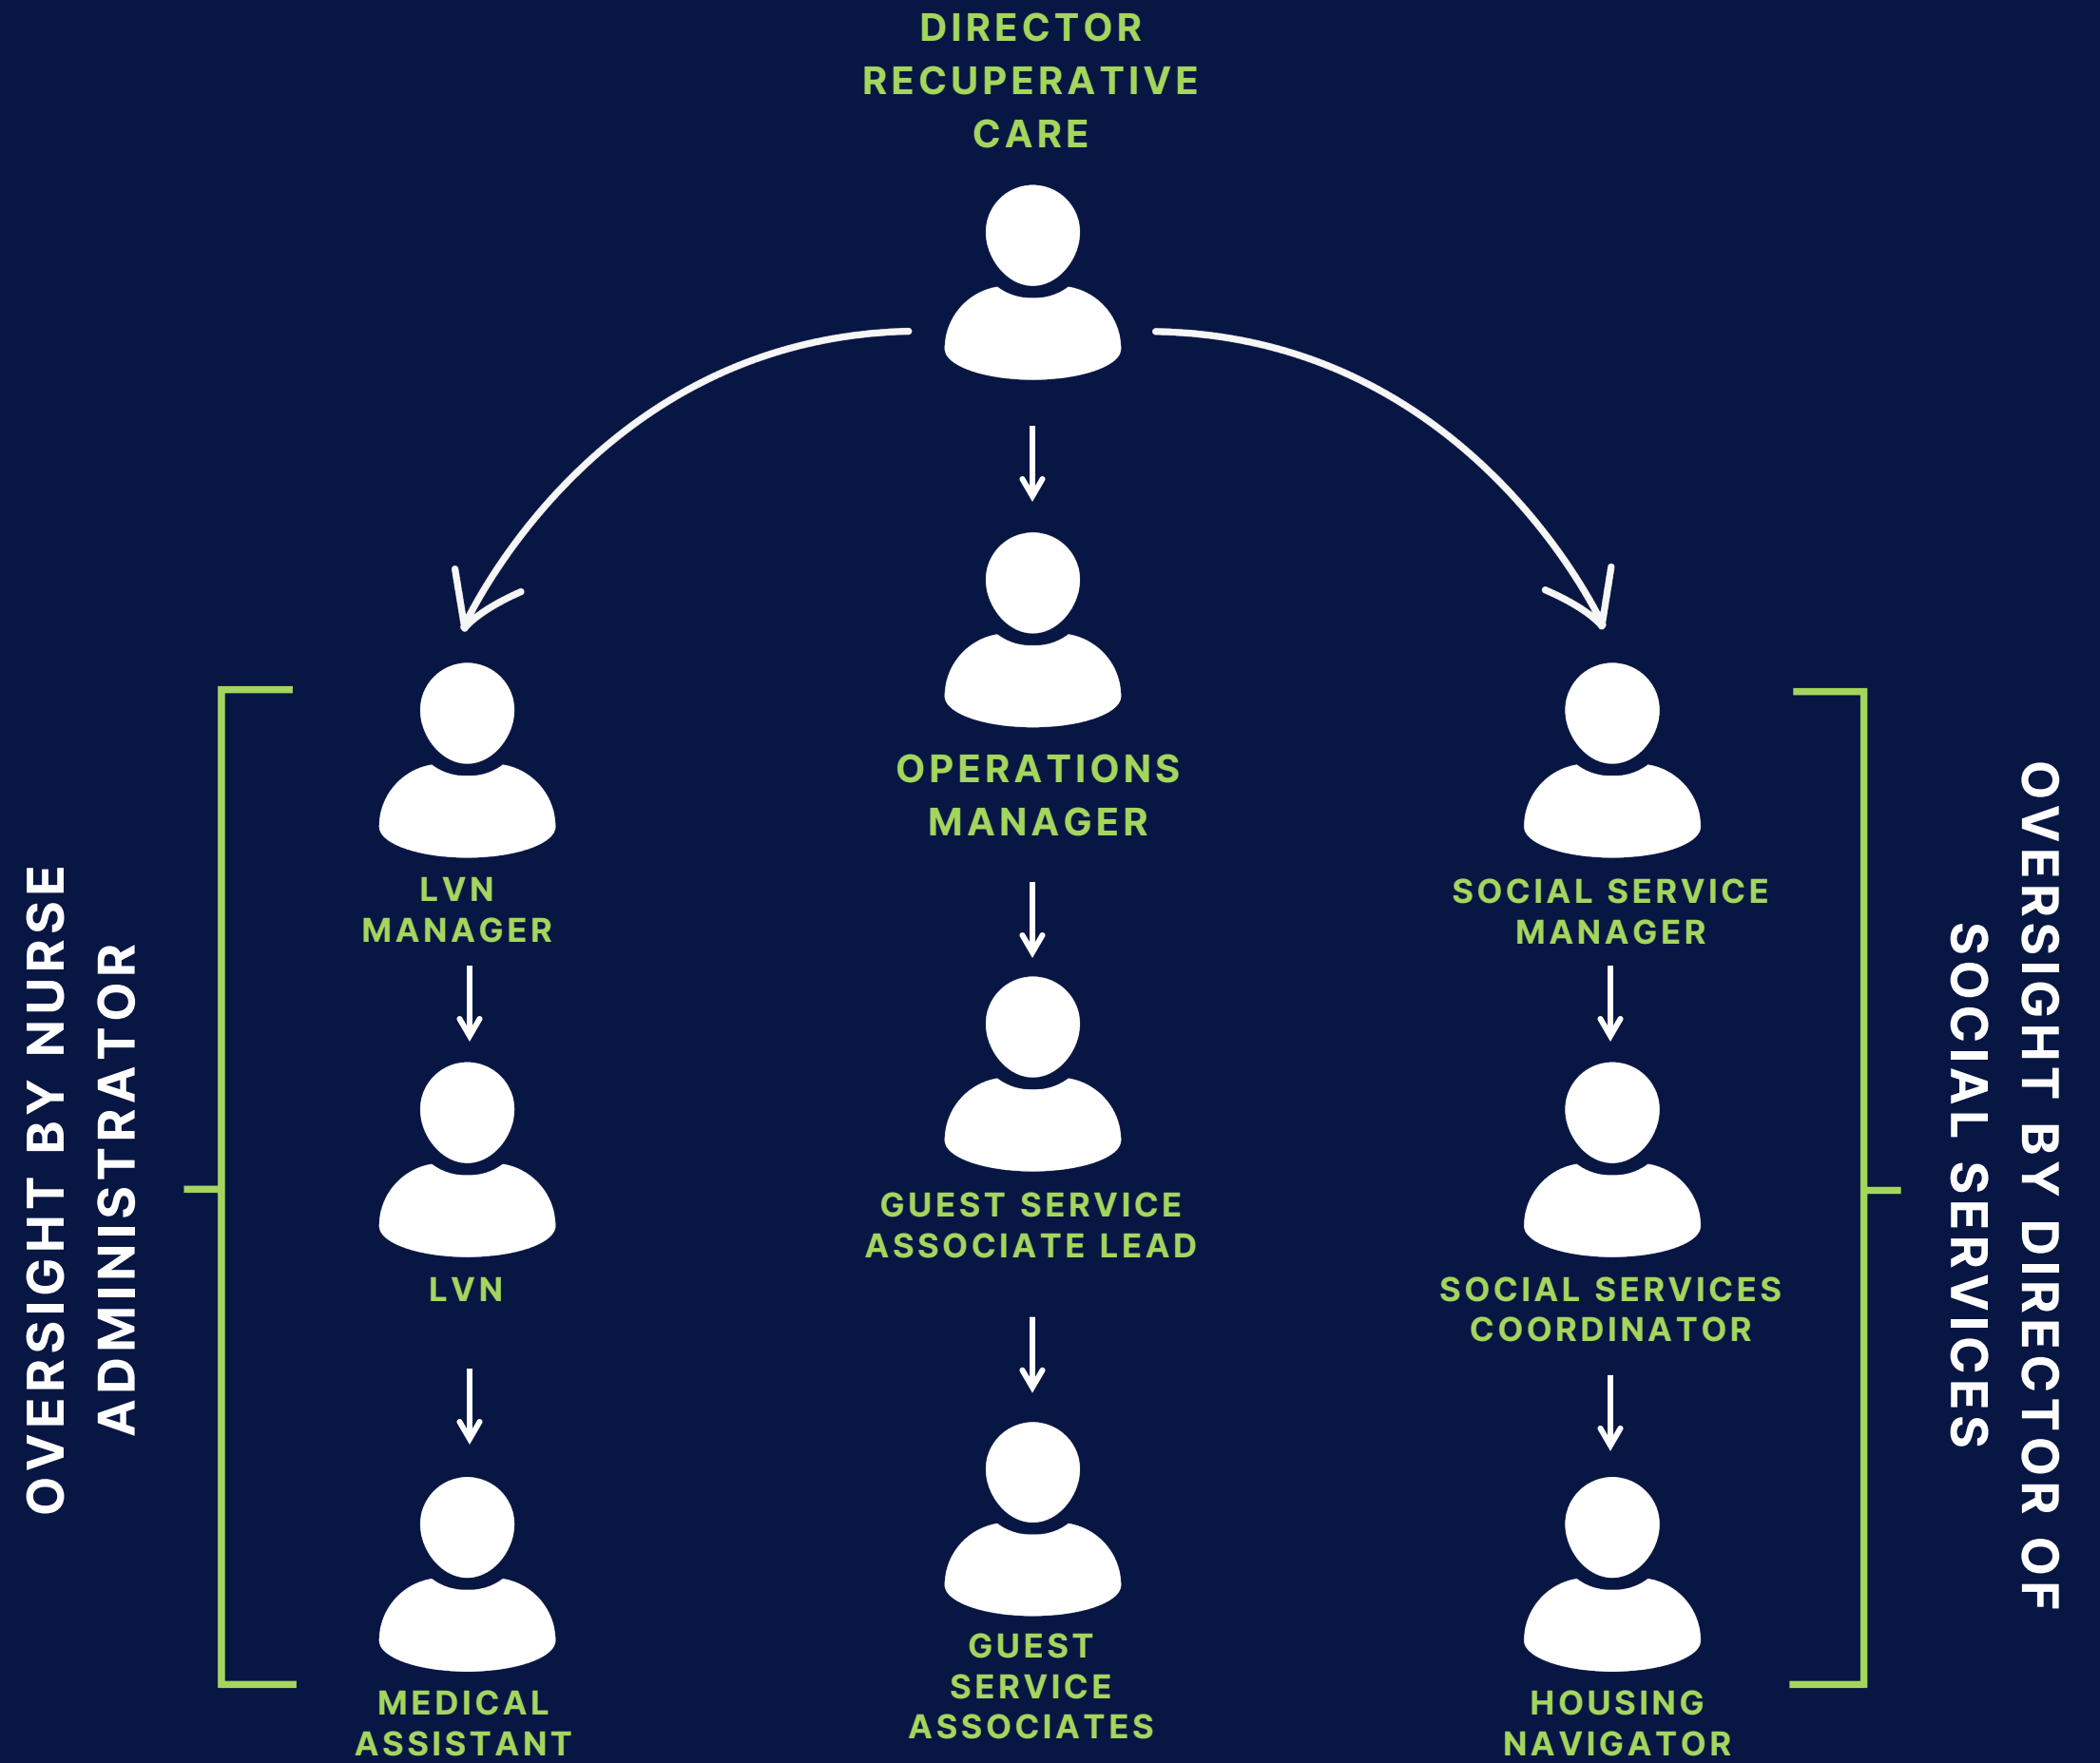 DIRECTOR
RECUPERATIVE
CARE
OPERATIONS
MANAGER
LVN
MANAGER
SOCIAL SERVICE
MANAGER
OVERSIGHT BY NURSE
ADMINISTRATOR
OVERSIGHT BY DIRECTOR OF
SOCIAL SERVICES
GUEST SERVICE
ASSOCIATE LEAD
LVN
SOCIAL SERVICES
COORDINATOR
GUEST
SERVICE
ASSOCIATES
MEDICAL
ASSISTANT
HOUSING
NAVIGATOR